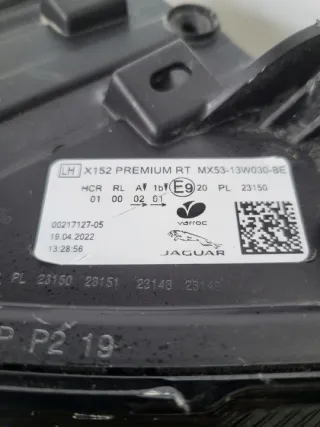 LH X152 PREMIUM RT MX53-13W030-BE
HCR RL A 1b E9 20 PL 23150
01 00 02 01
00217127-05
varroc
19.04.2022
13:28:56
JAGUAR
PL 23150 23151 23143
P P2 19